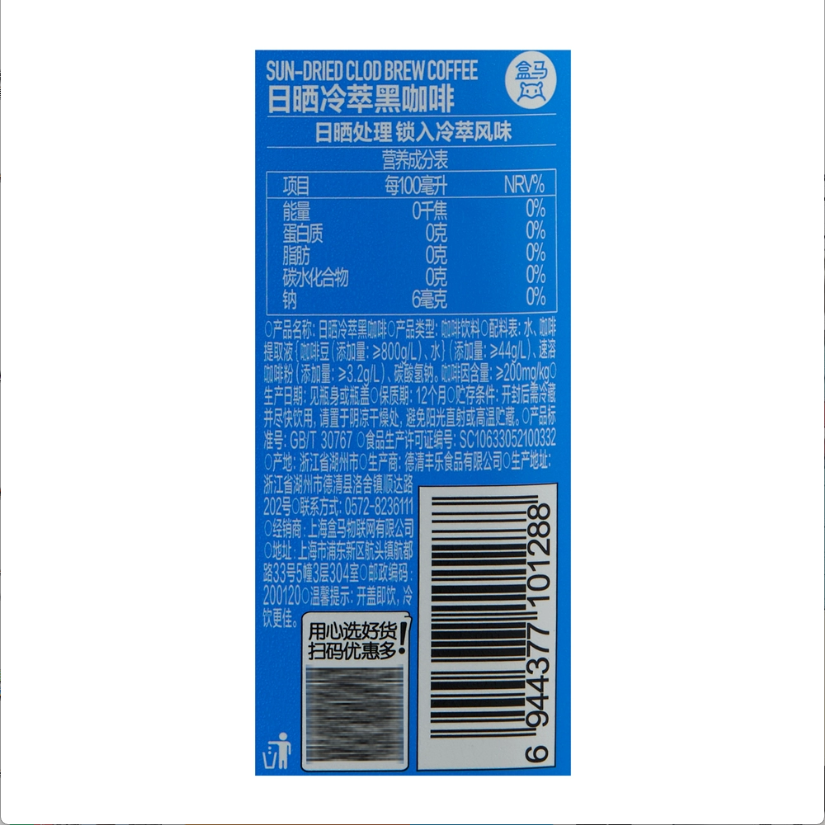 SUN-DRIED CLOD BREW COFFEE
盒马
日晒冷萃黑咖啡
日晒处理 锁入冷萃风味
营养成分表
项目 每100毫升 NRV%
能量 0千焦 0%
蛋白质 0克 0%
脂肪 0克 0%
碳水化合物 0克 0%
钠 6毫克 0%
○产品名称: 日晒冷萃黑咖啡○产品类型: 咖啡饮料○配料表: 水、咖啡
提取液{咖啡豆(添加量: ≥800g/L)、水}(添加量: ≥44g/L)、速溶
咖啡粉(添加量: ≥3.2g/L)、碳酸氢钠。咖啡因含量: ≥200mg/kg○
生产日期: 见瓶身或瓶盖○保质期: 12个月○贮存条件: 开封后需冷藏
并尽快饮用, 请置于阴凉干燥处, 避免阳光直射或高温贮藏。○产品标
准号: GB/T 30767 ○食品生产许可证编号: SC10633052100332
○产地: 浙江省湖州市○生产商: 德清丰乐食品有限公司○生产地址:
浙江省湖州市德清县洛舍镇顺达路
202号○联系方式: 0572-8236111
○经销商: 上海盒马物联网有限公司
○地址: 上海市浦东新区航头镇航都
路33号5幢3层304室○邮政编码:
200120○温馨提示: 开盖即饮, 冷
饮更佳。
用心选好货
扫码优惠多!
6 944377 101288